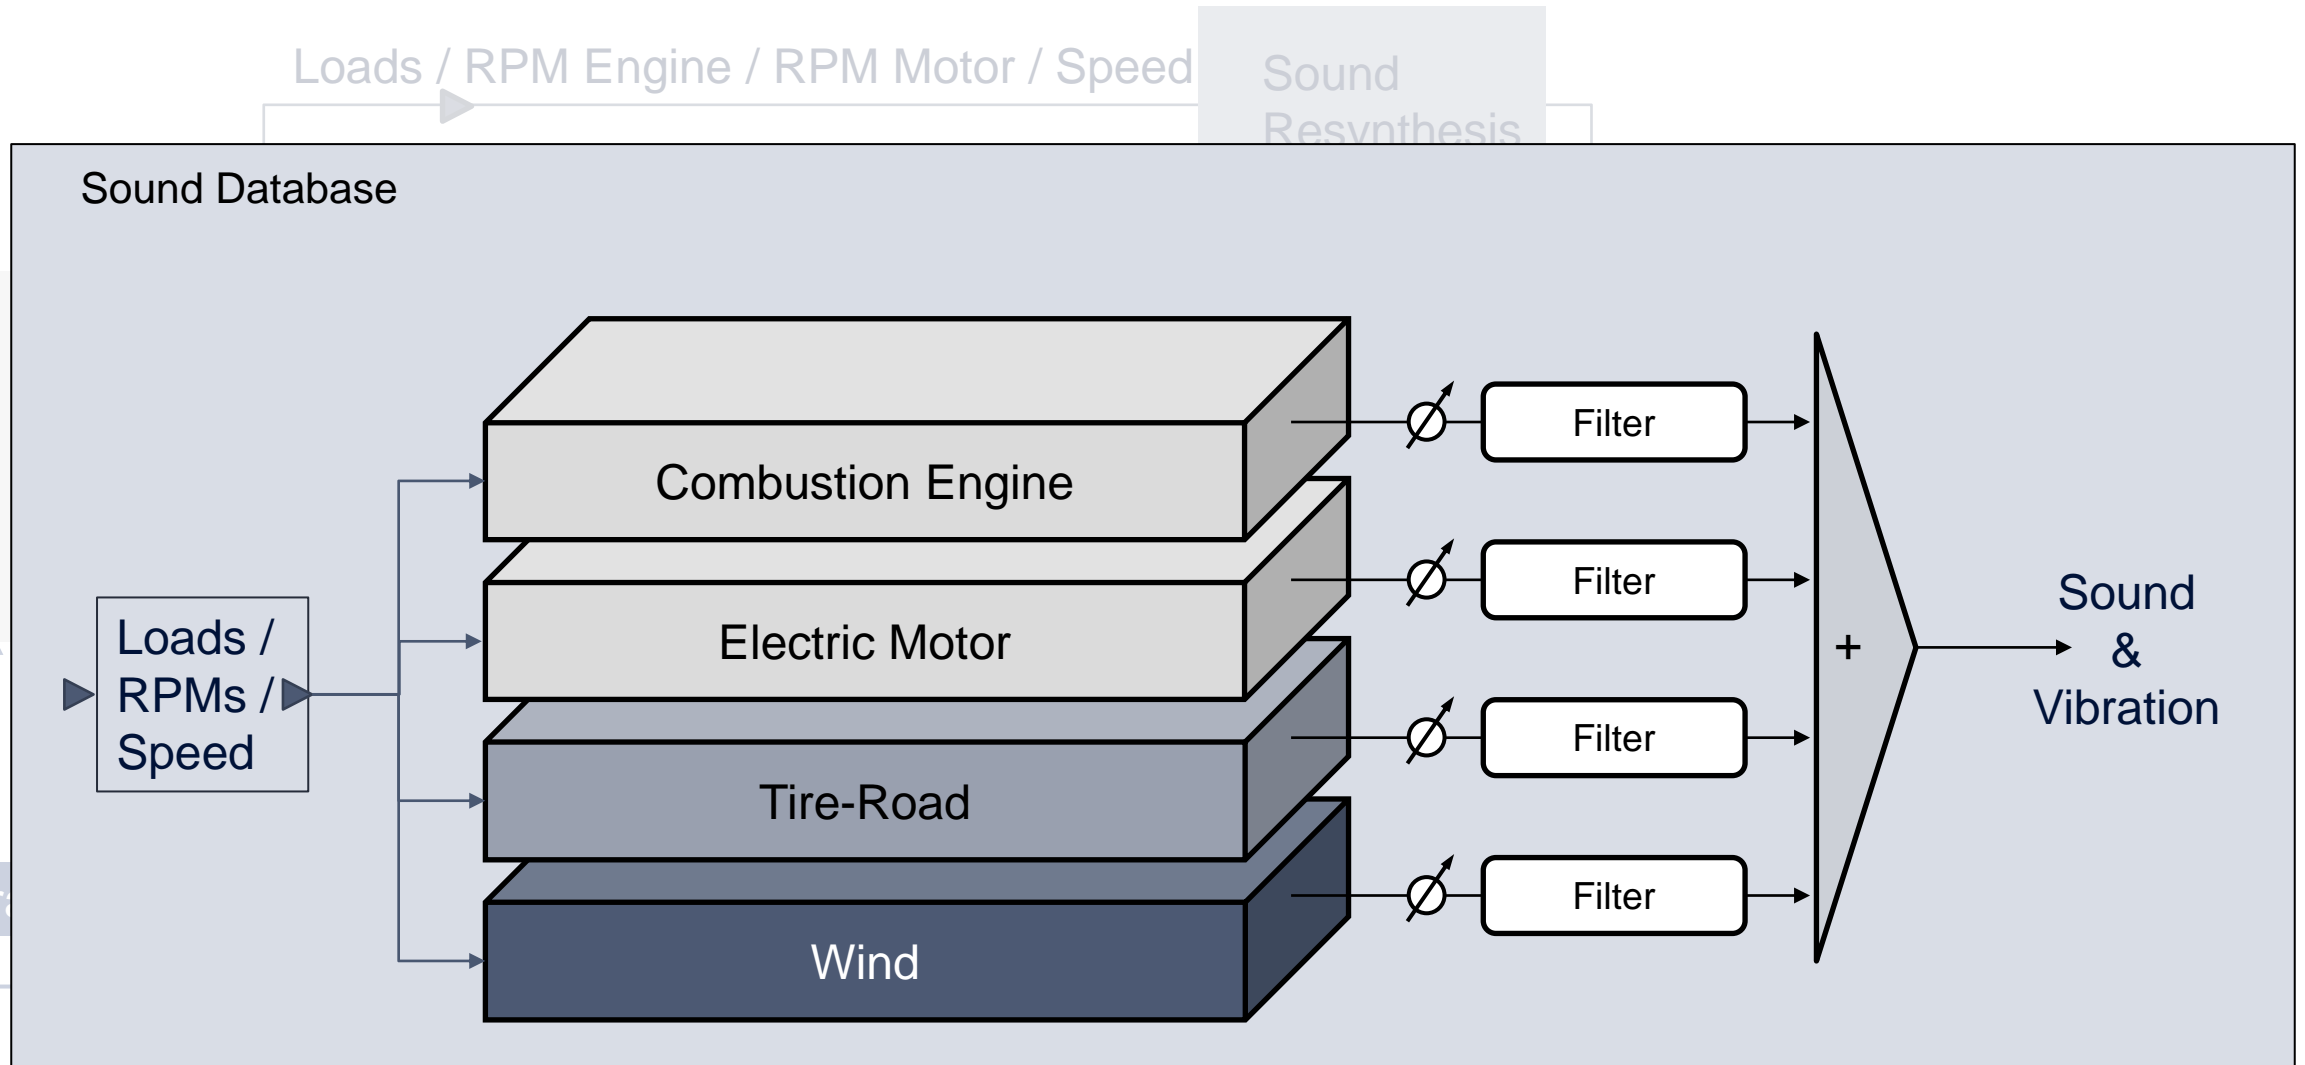 Loads / RPM Engine / RPM Motor / Speed
Sound
Resynthesis
Sound Database
Combustion Engine
Filter
Electric Motor
Filter
Loads /
RPMs /
Speed
+
Sound
&
Vibration
Tire-Road
Filter
Wind
Filter